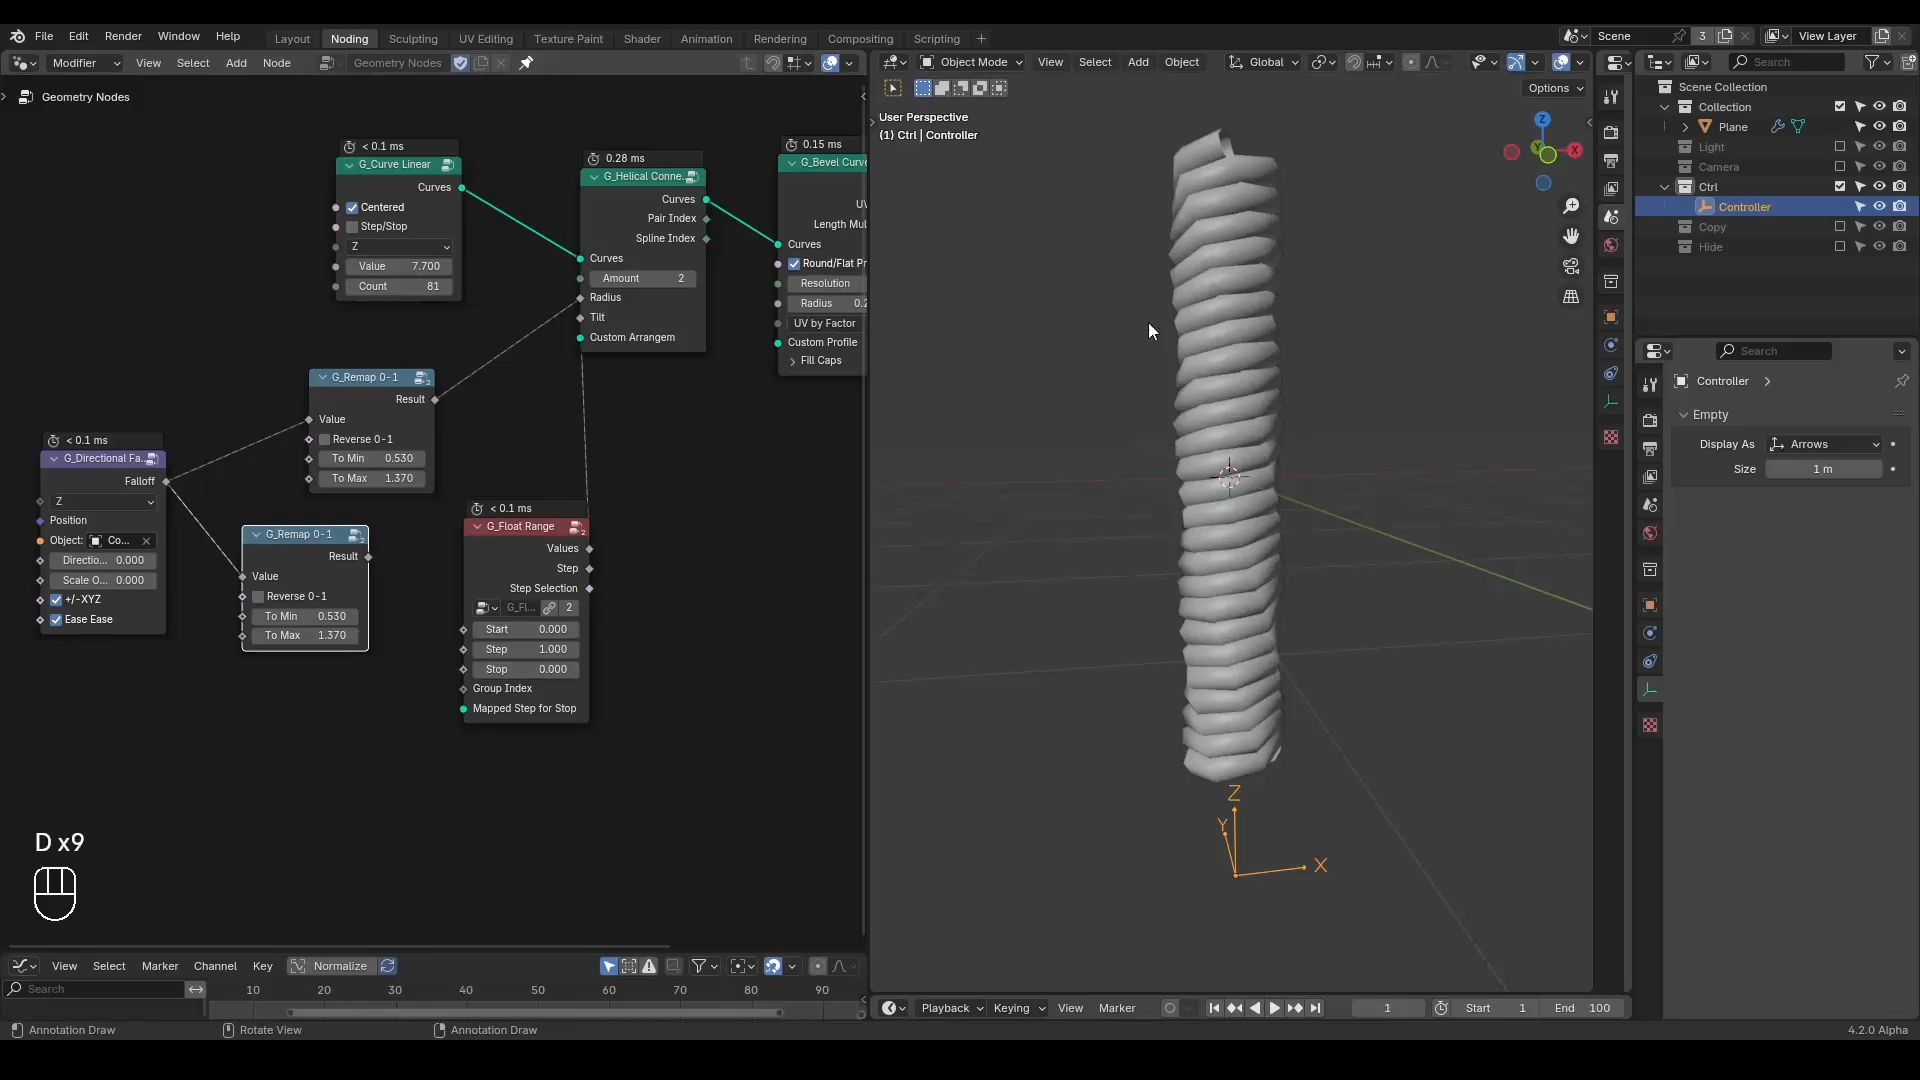 File Edit Render Window Help Layout Noding Sculpting UV Editing Texture Paint Shader Animation Rendering Compositing Scripting + Scene 3 View Layer
Modifier View Select Add Node Geometry Nodes
Object Mode View Select Add Object Global
Search
Geometry Nodes
Options
User Perspective
(1) Ctrl | Controller
Z
X
Y
Scene Collection
Collection
Plane
Light
Camera
Ctrl
Controller
Copy
Hide
< 0.1 ms
G_Curve Linear
Curves
Centered
Step/Stop
Z
Value 7.700
Count 81
0.28 ms
G_Helical Conne..
Curves
Pair Index
Spline Index
Curves
Amount 2
Radius
Tilt
Custom Arrangem
0.15 ms
G_Bevel Curve
Length Mul
Curves
Round/Flat Pr
Resolution
Radius
UV by Factor
Custom Profile
Fill Caps
G_Remap 0-1
Result
Value
Reverse 0-1
To Min 0.530
To Max 1.370
< 0.1 ms
G_Directional Fa..
Falloff
Z
Position
Object: Co...
Directio... 0.000
Scale O... 0.000
+/-XYZ
Ease Ease
G_Remap 0-1
Result
Value
Reverse 0-1
To Min 0.530
To Max 1.370
< 0.1 ms
G_Float Range
Values
Step
Step Selection
G_Fl... 2
Start 0.000
Step 1.000
Stop 0.000
Group Index
Mapped Step for Stop
Search
Controller
Empty
Display As Arrows
Size 1 m
Z
Y
X
D x9
View Select Marker Channel Key Normalize
Search
10 20 30 40 50 60 70 80 90
Playback Keying View Marker 1 Start 1 End 100
Annotation Draw Rotate View Annotation Draw 4.2.0 Alpha